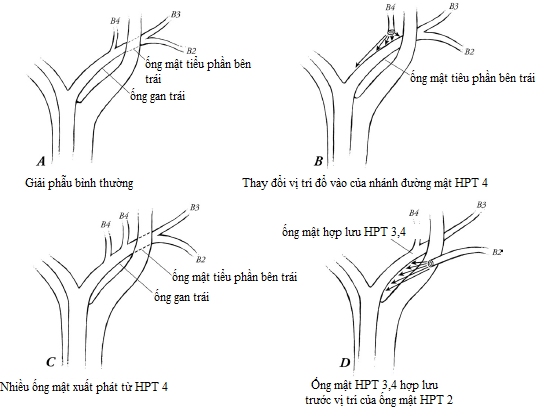 B4
B3
B2
ống mật tiểu phần bên
trái
ống gan trái
A
Giải phẫu bình thường
B4
B3
B2
ống mật tiểu phần bên trái
B
Thay đổi vị trí đổ vào của nhánh đường mật HPT 4
B4
B4
B3
B2
ống mật tiểu phần bên trái
ống gan trái
C
Nhiều ống mật xuất phát từ HPT 4
B4
B3
ống mật hợp lưu HPT 3,4
B2
D
Ống mật HPT 3,4 hợp lưu
trước vị trí của ống mật HPT 2